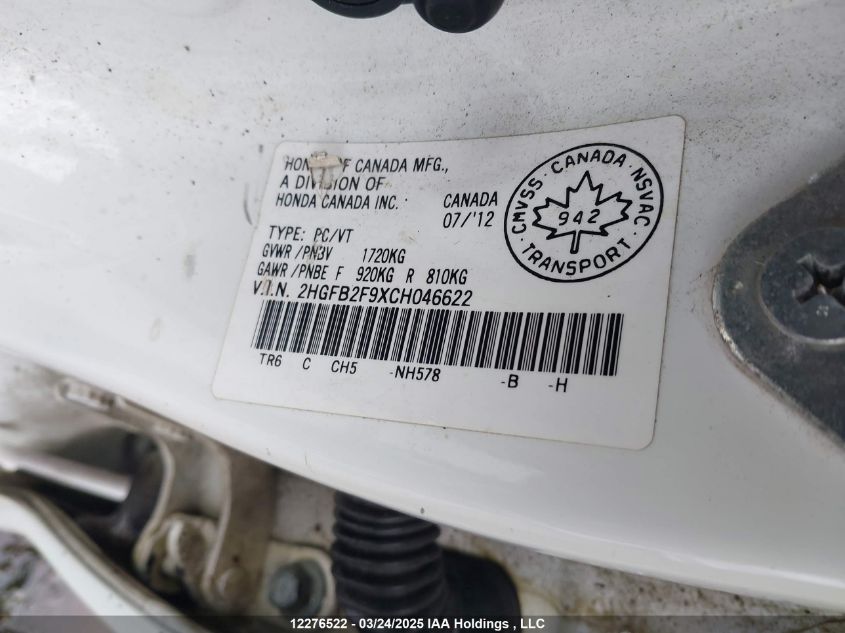 HONDA OF CANADA MFG.,
A DIVISION OF
HONDA CANADA INC.
CANADA
07/'12
TYPE: PC/VT
GVWR/PNBV 1720KG
GAWR/PNBE F 920KG R 810KG
V.I.N. 2HGFB2F9XCH046622
TR6 C CH5 -NH578 -B -H
CMVSS · CANADA · NSVAC
942
· TRANSPORT ·
12276522 - 03/24/2025 IAA Holdings , LLC